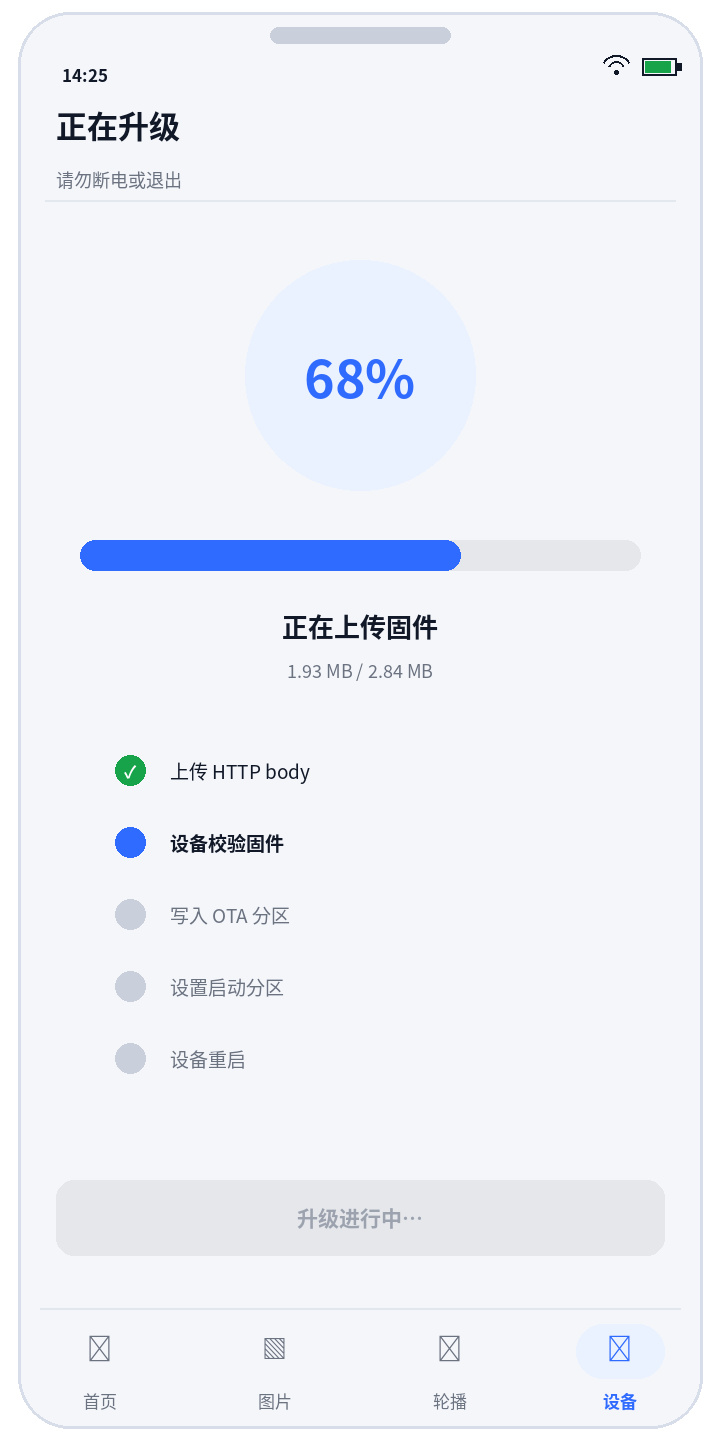 14:25
正在升级
请勿断电或退出
68%
正在上传固件
1.93 MB / 2.84 MB
✓ 上传 HTTP body
设备校验固件
写入 OTA 分区
设置启动分区
设备重启
升级进行中…
首页
图片
轮播
设备